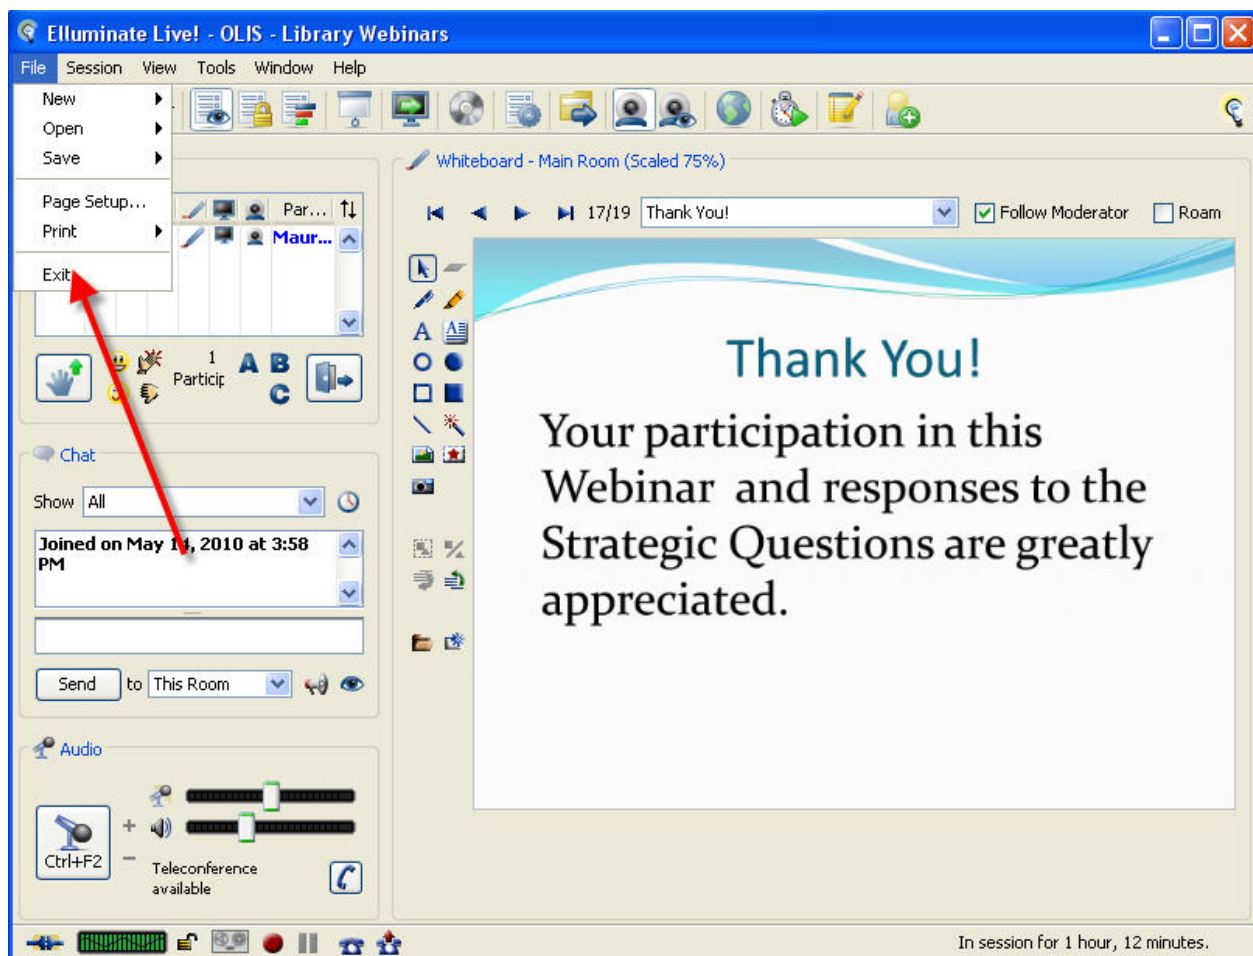 Elluminate Live! - OLIS - Library Webinars
File Session View Tools Window Help
New
Open
Save
Page Setup...
Print
Exit
Par...
Maur...
1
Particip
A B
C
Chat
Show All
Joined on May 14, 2010 at 3:58
PM
Send to This Room
Audio
Ctrl+F2
Teleconference
available
Whiteboard - Main Room (Scaled 75%)
17/19 Thank You! Follow Moderator Roam
A A
Thank You!
Your participation in this
Webinar and responses to the
Strategic Questions are greatly
appreciated.
In session for 1 hour, 12 minutes.